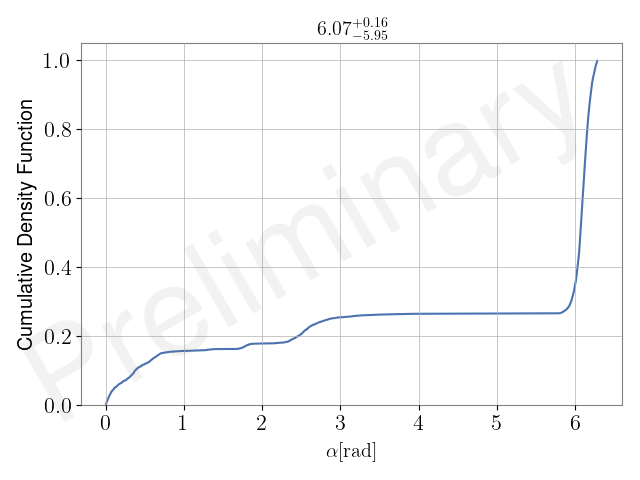 6.07^{+0.16}_{-5.95}
1.0
0.8
0.6
0.4
0.2
0.0
Cumulative Density Function
Preliminary
0 1 2 3 4 5 6
α[rad]